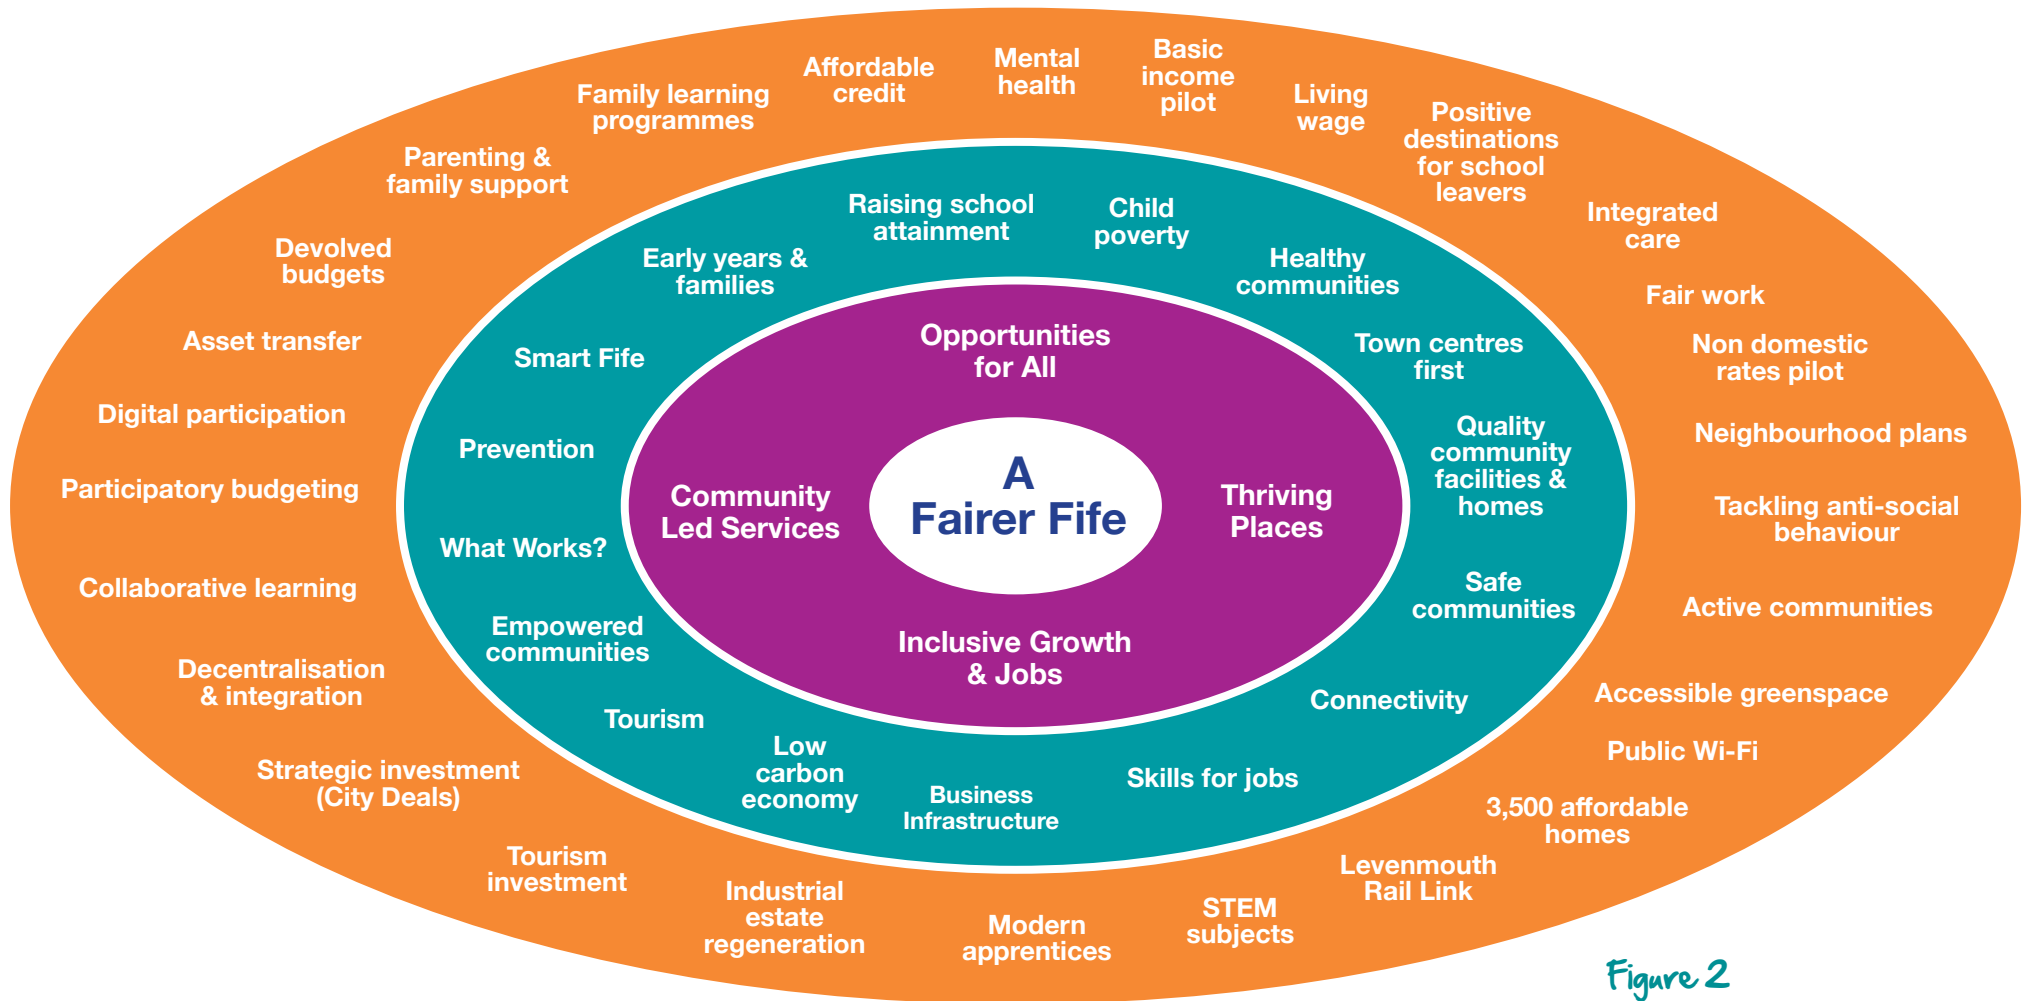 A
Fairer Fife
Opportunities
for All
Thriving
Places
Inclusive Growth
& Jobs
Community
Led Services
Raising school
attainment
Child
poverty
Healthy
communities
Town centres
first
Quality
community
facilities &
homes
Safe
communities
Connectivity
Skills for jobs
Business
Infrastructure
Low
carbon
economy
Tourism
Empowered
communities
What Works?
Prevention
Smart Fife
Early years &
families
Mental
health
Basic
income
pilot
Living
wage
Positive
destinations
for school
leavers
Integrated
care
Fair work
Non domestic
rates pilot
Neighbourhood plans
Tackling anti-social
behaviour
Active communities
Accessible greenspace
Public Wi-Fi
3,500 affordable
homes
Levenmouth
Rail Link
STEM
subjects
Modern
apprentices
Industrial
estate
regeneration
Tourism
investment
Strategic investment
(City Deals)
Decentralisation
& integration
Collaborative learning
Participatory budgeting
Digital participation
Asset transfer
Devolved
budgets
Parenting &
family support
Family learning
programmes
Affordable
credit
Figure 2